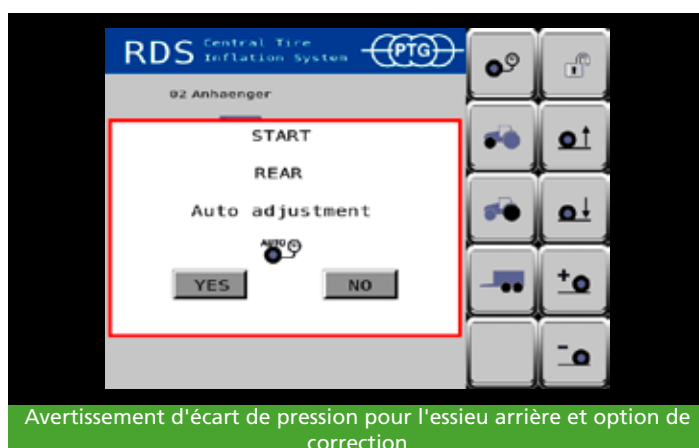 RDS Central Tire
Inflation System PTG
02 Anhaenger
START
REAR
Auto adjustment
AUTO
YES NO
+
-
Avertissement d'écart de pression pour l'essieu arrière et option de
correction